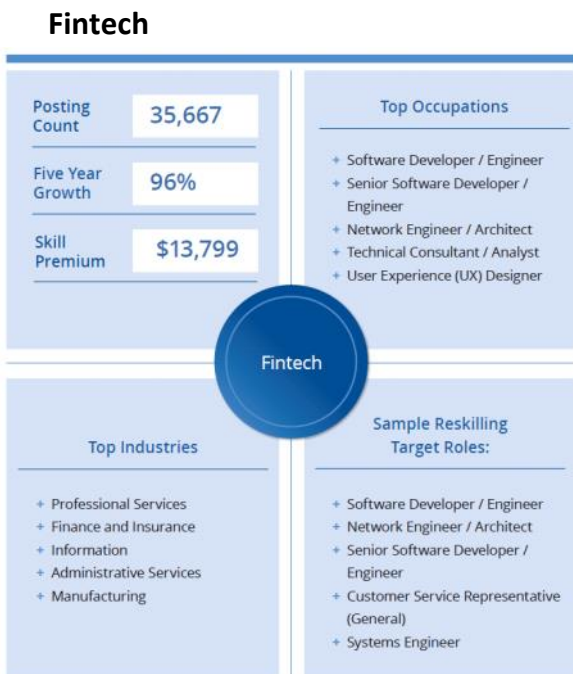 Fintech
Posting
Count
35,667
Five Year
Growth
96%
Skill
Premium
$13,799
Top Occupations
+ Software Developer / Engineer
+ Senior Software Developer /
Engineer
+ Network Engineer / Architect
+ Technical Consultant / Analyst
+ User Experience (UX) Designer
Fintech
Top Industries
+ Professional Services
+ Finance and Insurance
+ Information
+ Administrative Services
+ Manufacturing
Sample Reskilling
Target Roles:
+ Software Developer / Engineer
+ Network Engineer / Architect
+ Senior Software Developer /
Engineer
+ Customer Service Representative
(General)
+ Systems Engineer